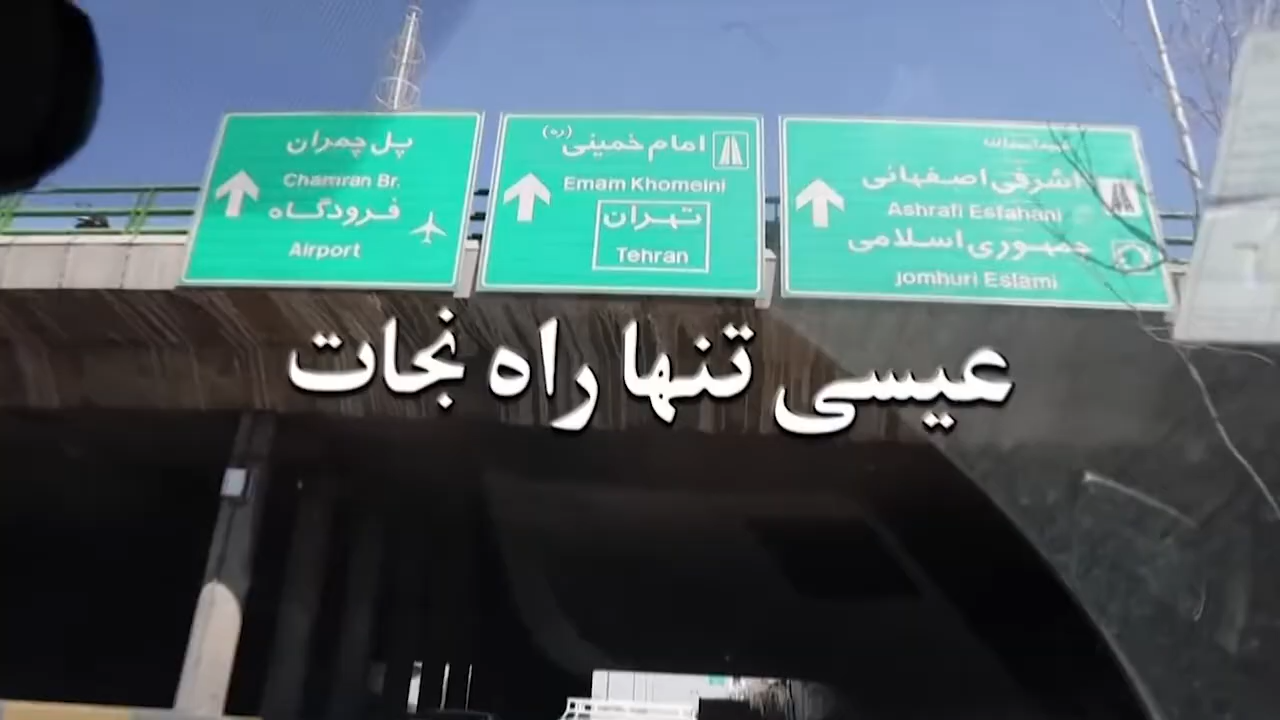 پل چمران
Chamran Br.
فرودگاه
Airport
امام خمینی (ره)
Emam Khomeini
تهران
Tehran
اشرفی اصفهانی
Ashrafi Esfahani
جمهوری اسلامی
jomhuri Eslami
عیسی تنها راه نجات